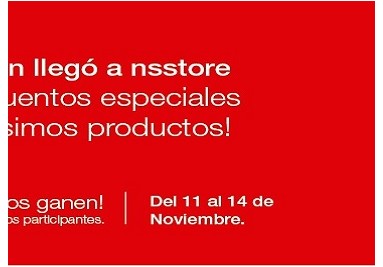 n llegó a nsstore
uentos especiales
simos productos!
os ganen!
os participantes.
Del 11 al 14 de
Noviembre.